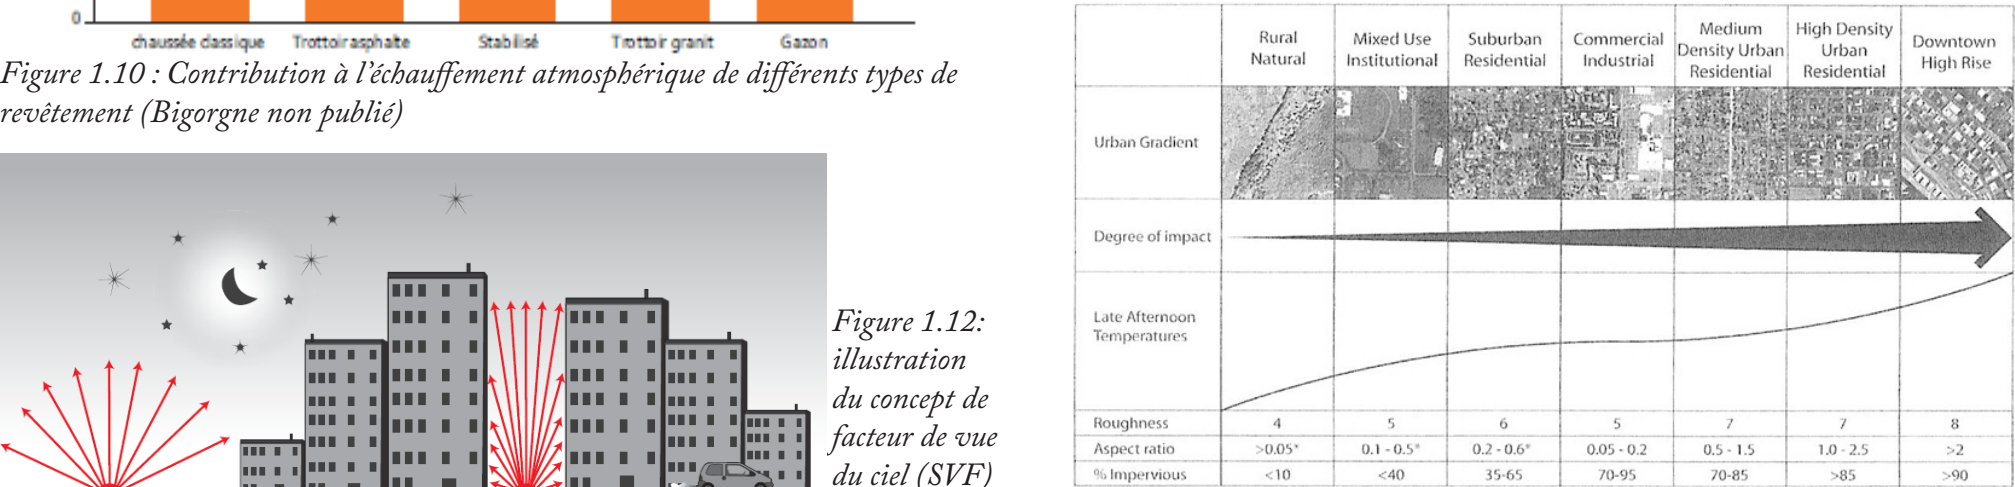 0
chaussée classique Trottoir asphalte Stabilisé Trottoir granit Gazon
Figure 1.10 : Contribution à l'échauffement atmosphérique de différents types de
revêtement (Bigorgne non publié)
Figure 1.12:
illustration
du concept de
facteur de vue
du ciel (SVF)
Rural
Natural
Mixed Use
Institutional
Suburban
Residential
Commercial
Industrial
Medium
Density Urban
Residential
High Density
Urban
Residential
Downtown
High Rise
Urban Gradient
Degree of impact
Late Afternoon
Temperatures
Roughness 4 5 6 5 7 7 8
Aspect ratio >0.05* 0.1 - 0.5* 0.2 - 0.6* 0.05 - 0.2 0.5 - 1.5 1.0 - 2.5 >2
% Impervious <10 <40 35-65 70-95 70-85 >85 >90